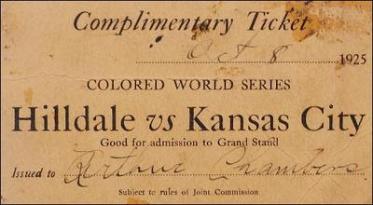 Complimentary Ticket
Oct 8 1925
COLORED WORLD SERIES
Hilldale vs Kansas City
Good for admission to Grand Stand
Issued to Chambers
Subject to rules of Joint Commission